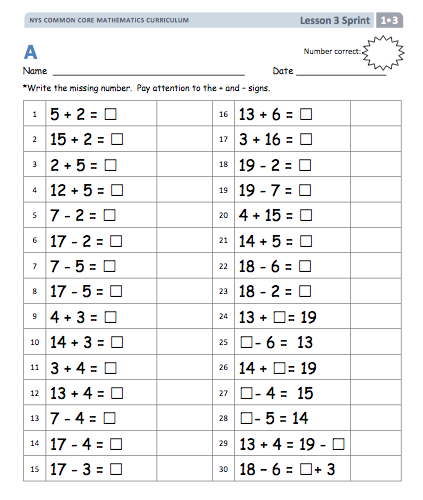 NYS COMMON CORE MATHEMATICS CURRICULUM Lesson 3 Sprint 1•3
A
Number correct:
Name Date
*Write the missing number. Pay attention to the + and – signs.
1 5 + 2 = □ 16 13 + 6 = □
2 15 + 2 = □ 17 3 + 16 = □
3 2 + 5 = □ 18 19 - 2 = □
4 12 + 5 = □ 19 19 - 7 = □
5 7 - 2 = □ 20 4 + 15 = □
6 17 - 2 = □ 21 14 + 5 = □
7 7 - 5 = □ 22 18 - 6 = □
8 17 - 5 = □ 23 18 - 2 = □
9 4 + 3 = □ 24 13 + □= 19
10 14 + 3 = □ 25 □- 6 = 13
11 3 + 4 = □ 26 14 + □= 19
12 13 + 4 = □ 27 □- 4 = 15
13 7 - 4 = □ 28 □- 5 = 14
14 17 - 4 = □ 29 13 + 4 = 19 - □
15 17 - 3 = □ 30 18 - 6 = □+ 3